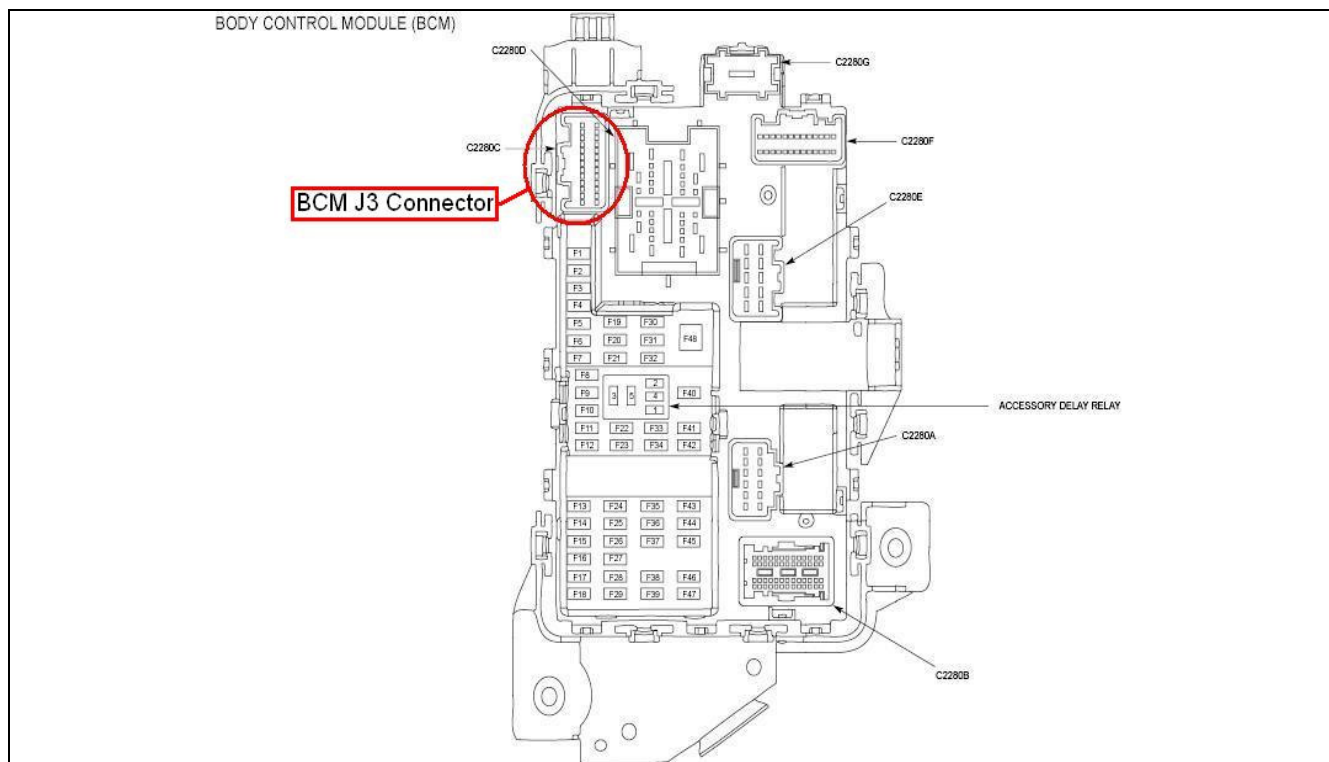 BODY CONTROL MODULE (BCM)
C2280D
C2280G
C2280C
C2280F
BCM J3 Connector
C2280E
F1
F2
F3
F4
F5 F19 F30 F48
F6 F20 F31
F7 F21 F32
F8
F9 3 5 2 4 1 F40
F10
ACCESSORY DELAY RELAY
F11 F22 F33 F41
F12 F23 F34 F42
C2280A
F13 F24 F35 F43
F14 F25 F36 F44
F15 F26 F37 F45
F16 F27
F17 F28 F38 F46
F18 F29 F39 F47
C2280B